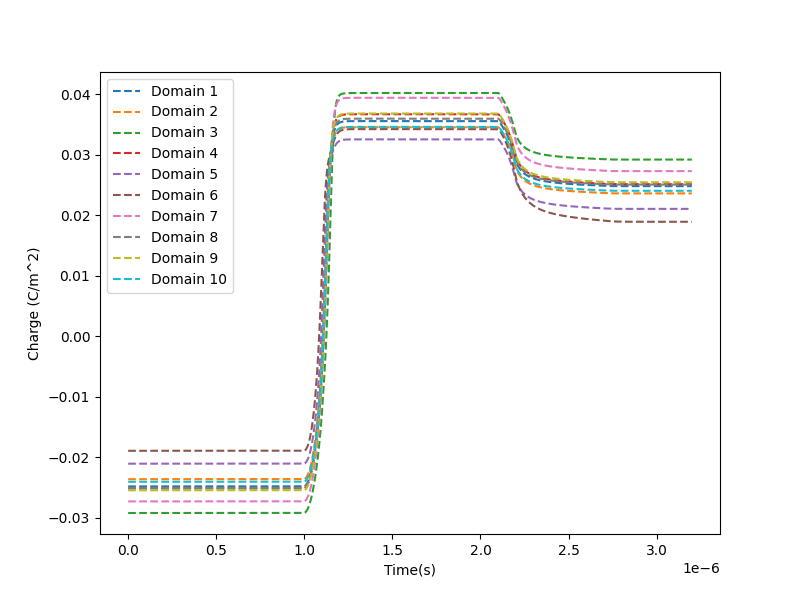 0.04
0.03
0.02
0.01
0.00
−0.01
−0.02
−0.03
Charge (C/m^2)
Domain 1
Domain 2
Domain 3
Domain 4
Domain 5
Domain 6
Domain 7
Domain 8
Domain 9
Domain 10
0.0 0.5 1.0 1.5 2.0 2.5 3.0
Time(s)
1e−6